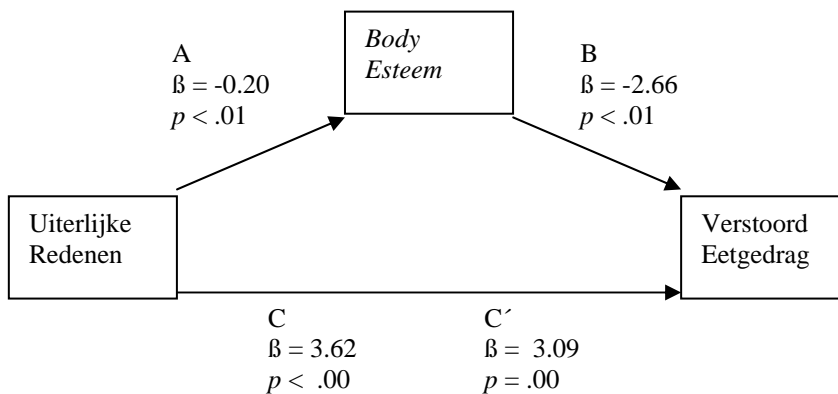 A
ß = -0.20
p < .01
Body
Esteem
B
ß = -2.66
p < .01
Uiterlijke
Redenen
Verstoord
Eetgedrag
C
ß = 3.62
p < .00
C´
ß = 3.09
p = .00